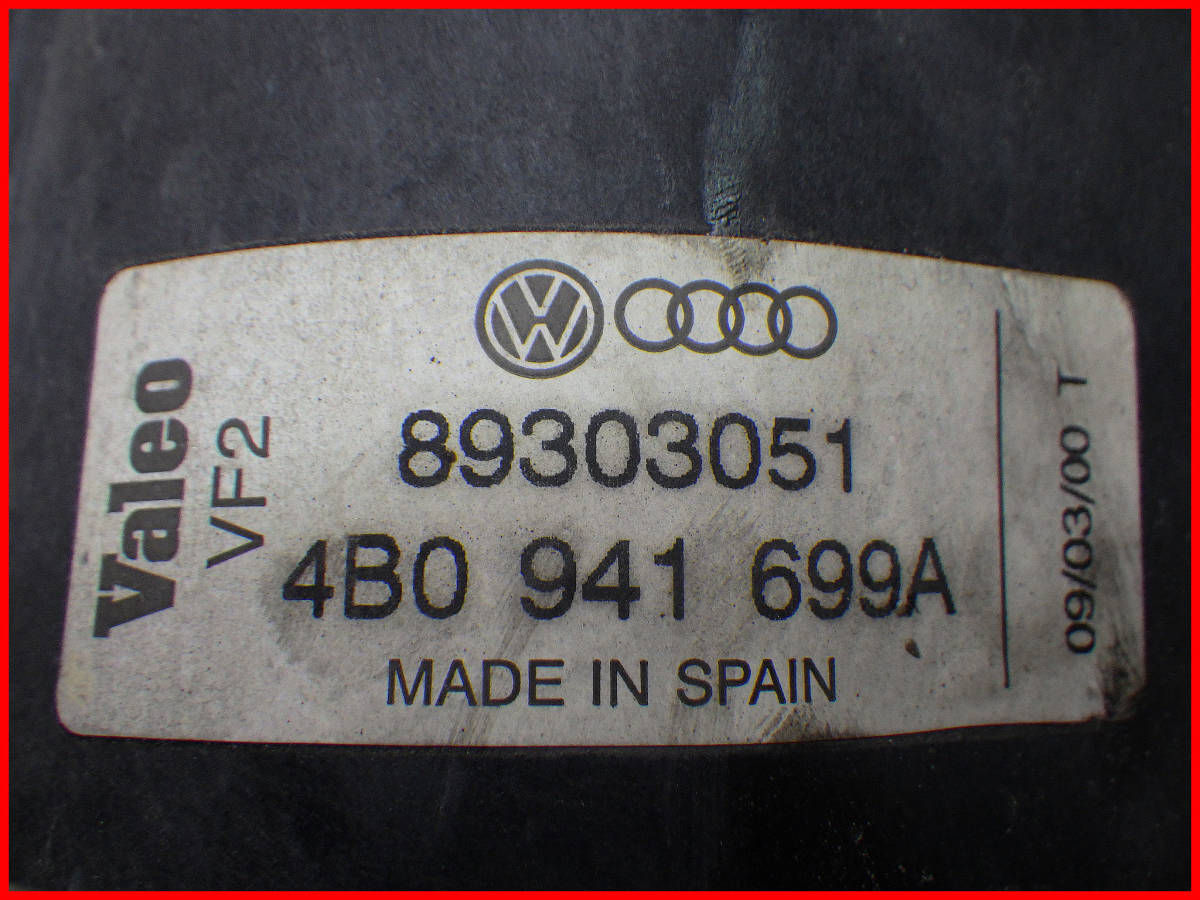 Valeo
VF2
89303051
4B0 941 699A
MADE IN SPAIN
09/03/00 T